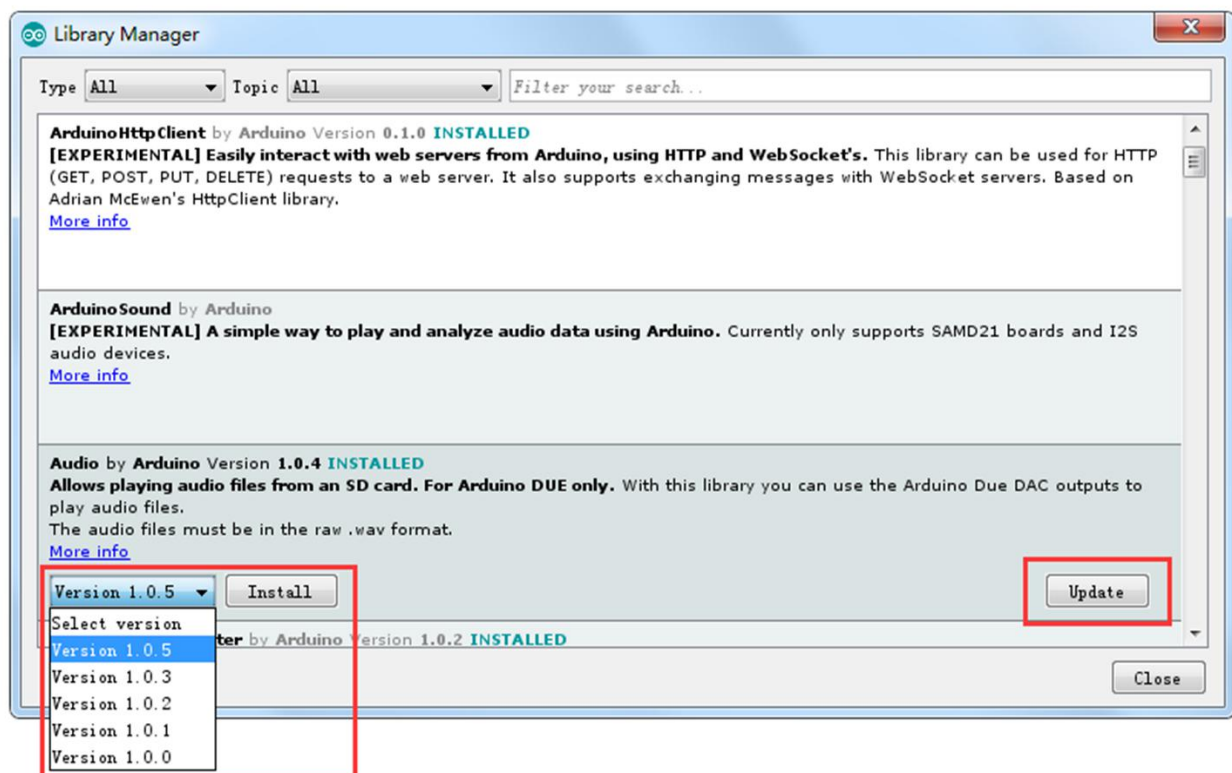 Library Manager
Type All Topic All Filter your search...
ArduinoHttpClient by Arduino Version 0.1.0 INSTALLED
[EXPERIMENTAL] Easily interact with web servers from Arduino, using HTTP and WebSocket's. This library can be used for HTTP
(GET, POST, PUT, DELETE) requests to a web server. It also supports exchanging messages with WebSocket servers. Based on
Adrian McEwen's HttpClient library.
More info
ArduinoSound by Arduino
[EXPERIMENTAL] A simple way to play and analyze audio data using Arduino. Currently only supports SAMD21 boards and I2S
audio devices.
More info
Audio by Arduino Version 1.0.4 INSTALLED
Allows playing audio files from an SD card. For Arduino DUE only. With this library you can use the Arduino Due DAC outputs to
play audio files.
The audio files must be in the raw .wav format.
More info
Version 1.0.5 Install Update
Select version
ter by Arduino Version 1.0.2 INSTALLED
Version 1.0.5
Version 1.0.3
Close
Version 1.0.2
Version 1.0.1
Version 1.0.0